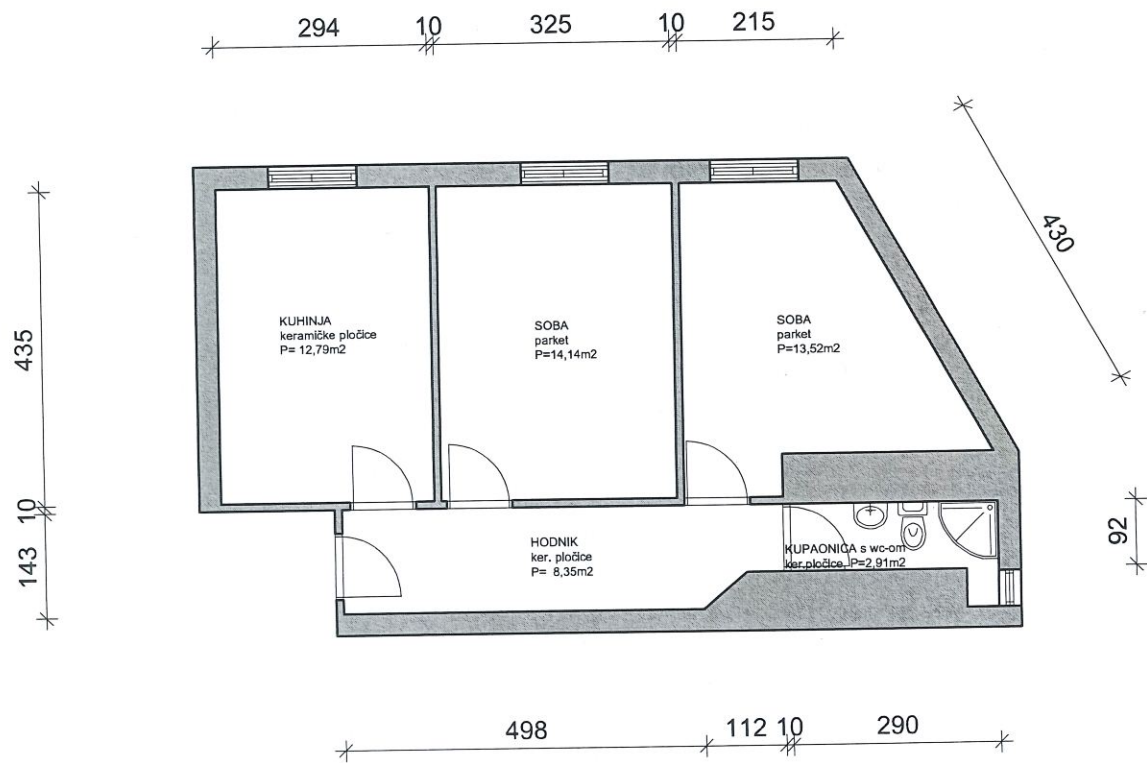 294 10 325 10 215
430
435
10
143
KUHINJA
keramičke pločice
P= 12,79m2
SOBA
parket
P=14,14m2
SOBA
parket
P=13,52m2
HODNIK
ker. pločice
P= 8,35m2
KUPAONICA s wc-om
ker.pločice, P=2,91m2
92
498 112 10 290